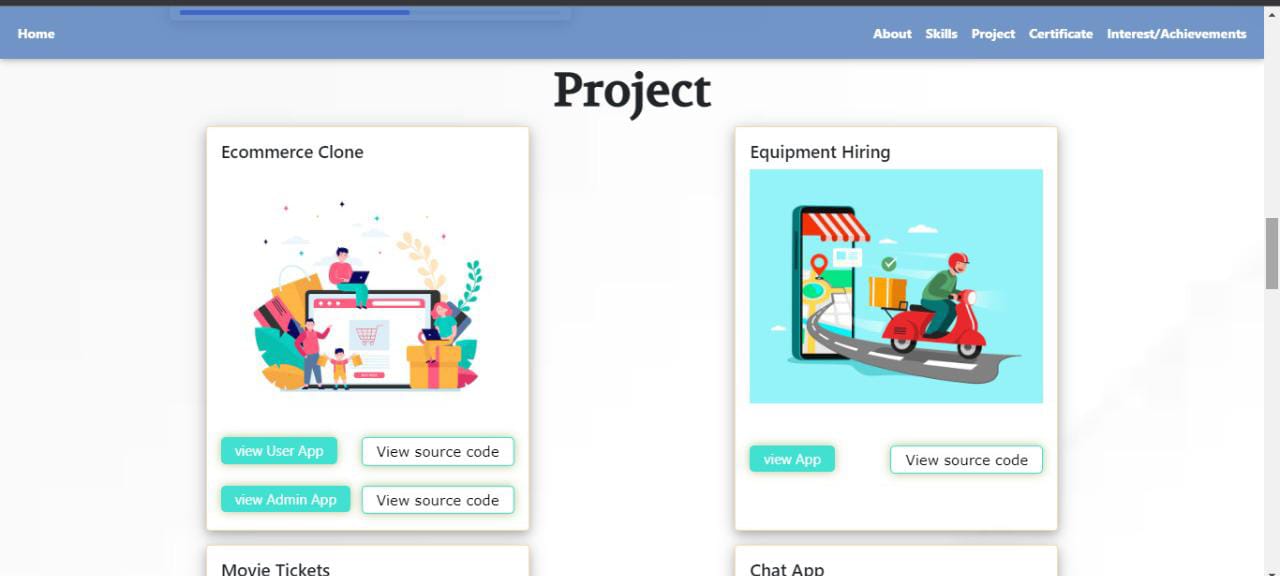 Home About Skills Project Certificate Interest/Achievements
Project
Ecommerce Clone
Equipment Hiring
view User App View source code
view App View source code
view Admin App View source code
Movie Tickets
Chat App